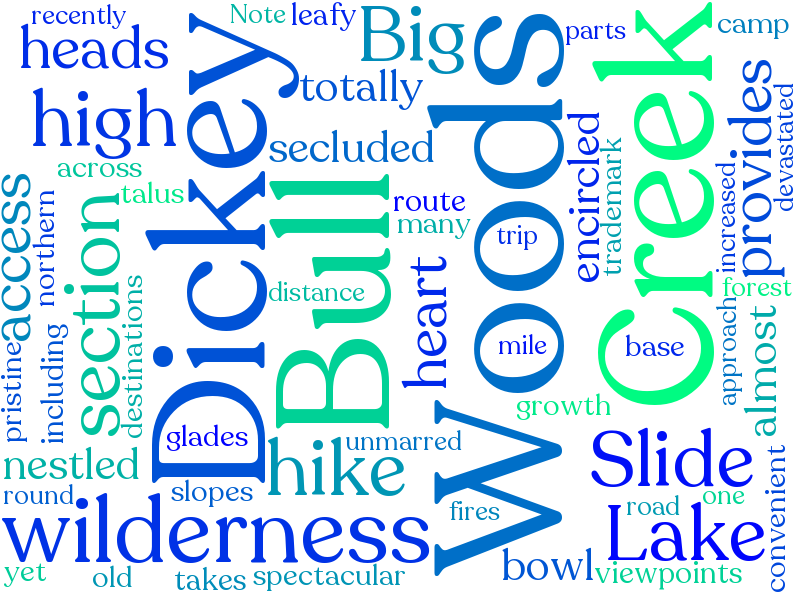 recently
Note
leafy
Big
parts
camp
heads
totally
high
Dickey
Woods
Creek
secluded
provides
devastated
across
talus
Bull
route
many
encircled
trademark
increased
access
northern
section
destinations
distance
trip
heart
forest
approach
almost
pristine
including
mile
base
growth
glades
unmarred
nestled
hike
Slide
convenient
round
slopes
wilderness
fires
road
one
Lake
bowl
viewpoints
yet
old
takes
spectacular